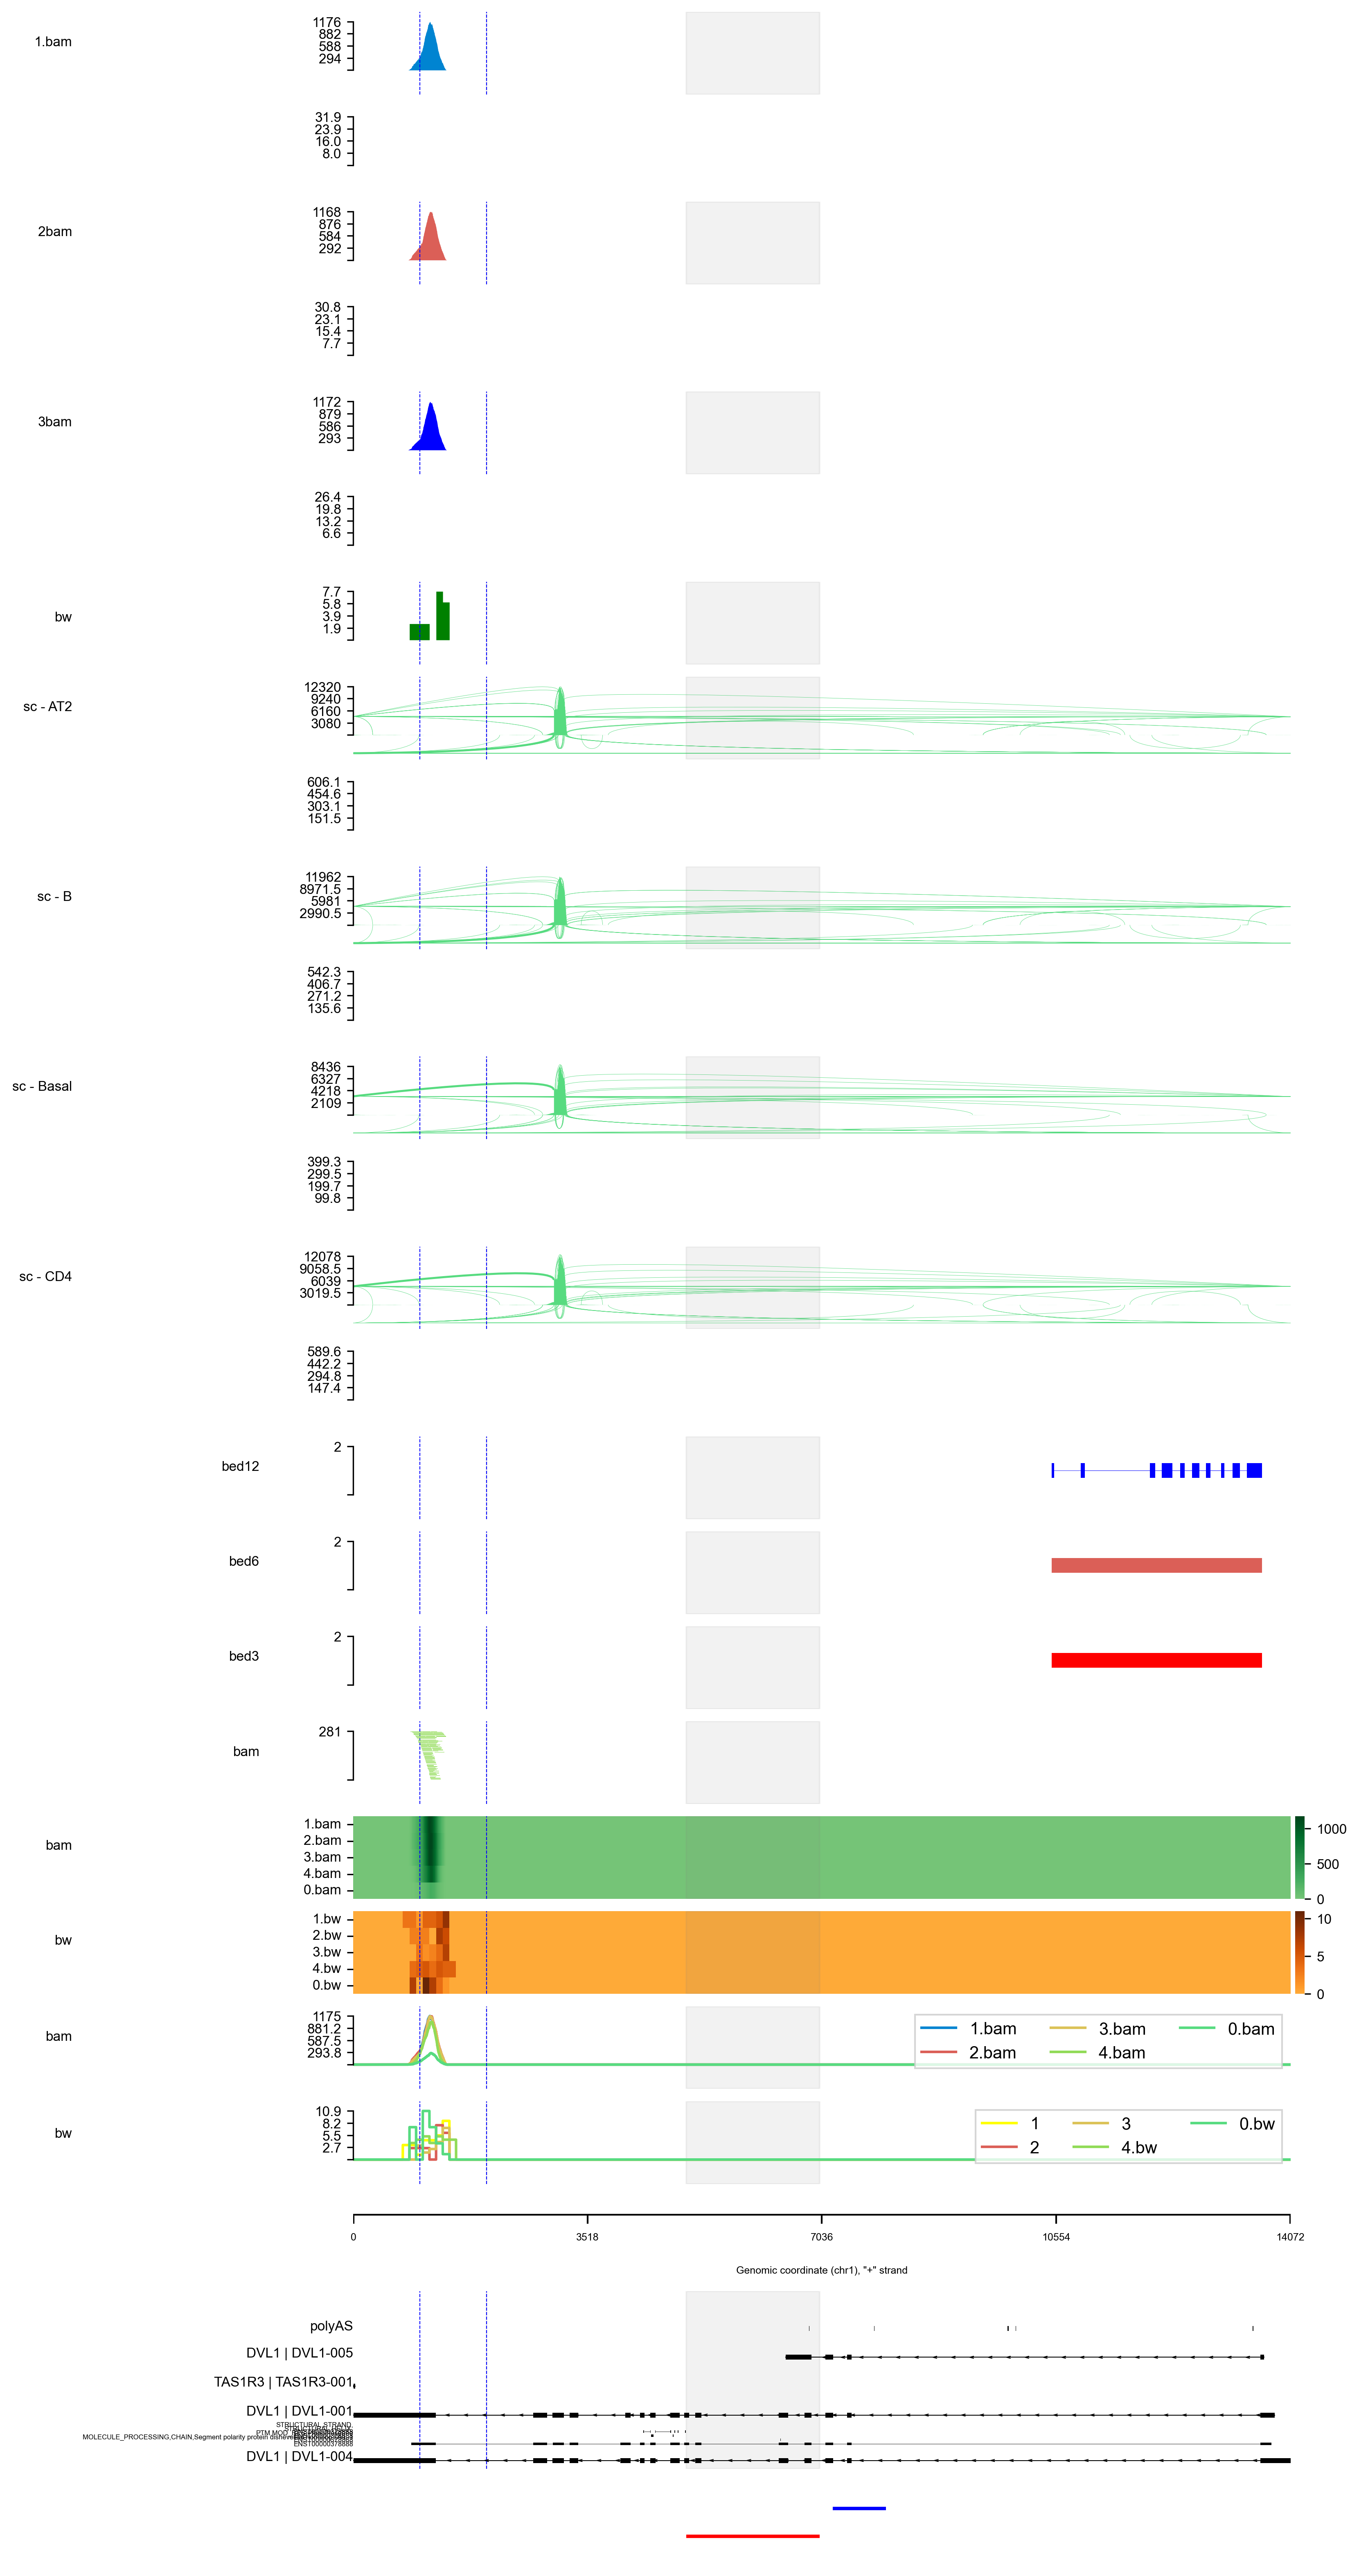 1176
882
588
294
1.bam
31.9
23.9
16.0
8.0
1168
876
584
292
2bam
30.8
23.1
15.4
7.7
1172
879
586
293
3bam
26.4
19.8
13.2
6.6
7.7
5.8
3.9
1.9
bw
12320
9240
6160
3080
sc - AT2
606.1
454.6
303.1
151.5
11962
8971.5
5981
2990.5
sc - B
542.3
406.7
271.2
135.6
8436
6327
4218
2109
sc - Basal
399.3
299.5
199.7
99.8
12078
9058.5
6039
3019.5
sc - CD4
589.6
442.2
294.8
147.4
2
bed12
2
bed6
2
bed3
281
bam
bam
1.bam
2.bam
3.bam
4.bam
0.bam
1000
500
0
bw
1.bw
2.bw
3.bw
4.bw
0.bw
10
5
0
bam
1175
881.2
587.5
293.8
1.bam 3.bam 0.bam
2.bam 4.bam
bw
10.9
8.2
5.5
2.7
1 3 0.bw
2 4.bw
0 3518 7036 10554 14072
Genomic coordinate (chr1), "+" strand
polyAS
DVL1 | DVL1-005
TAS1R3 | TAS1R3-001
DVL1 | DVL1-001
STRUCTURAL,STRAND,
MOLECULE_PROCESSING,CHAIN,Segment polarity protein
ENST00000378888
DVL1 | DVL1-004